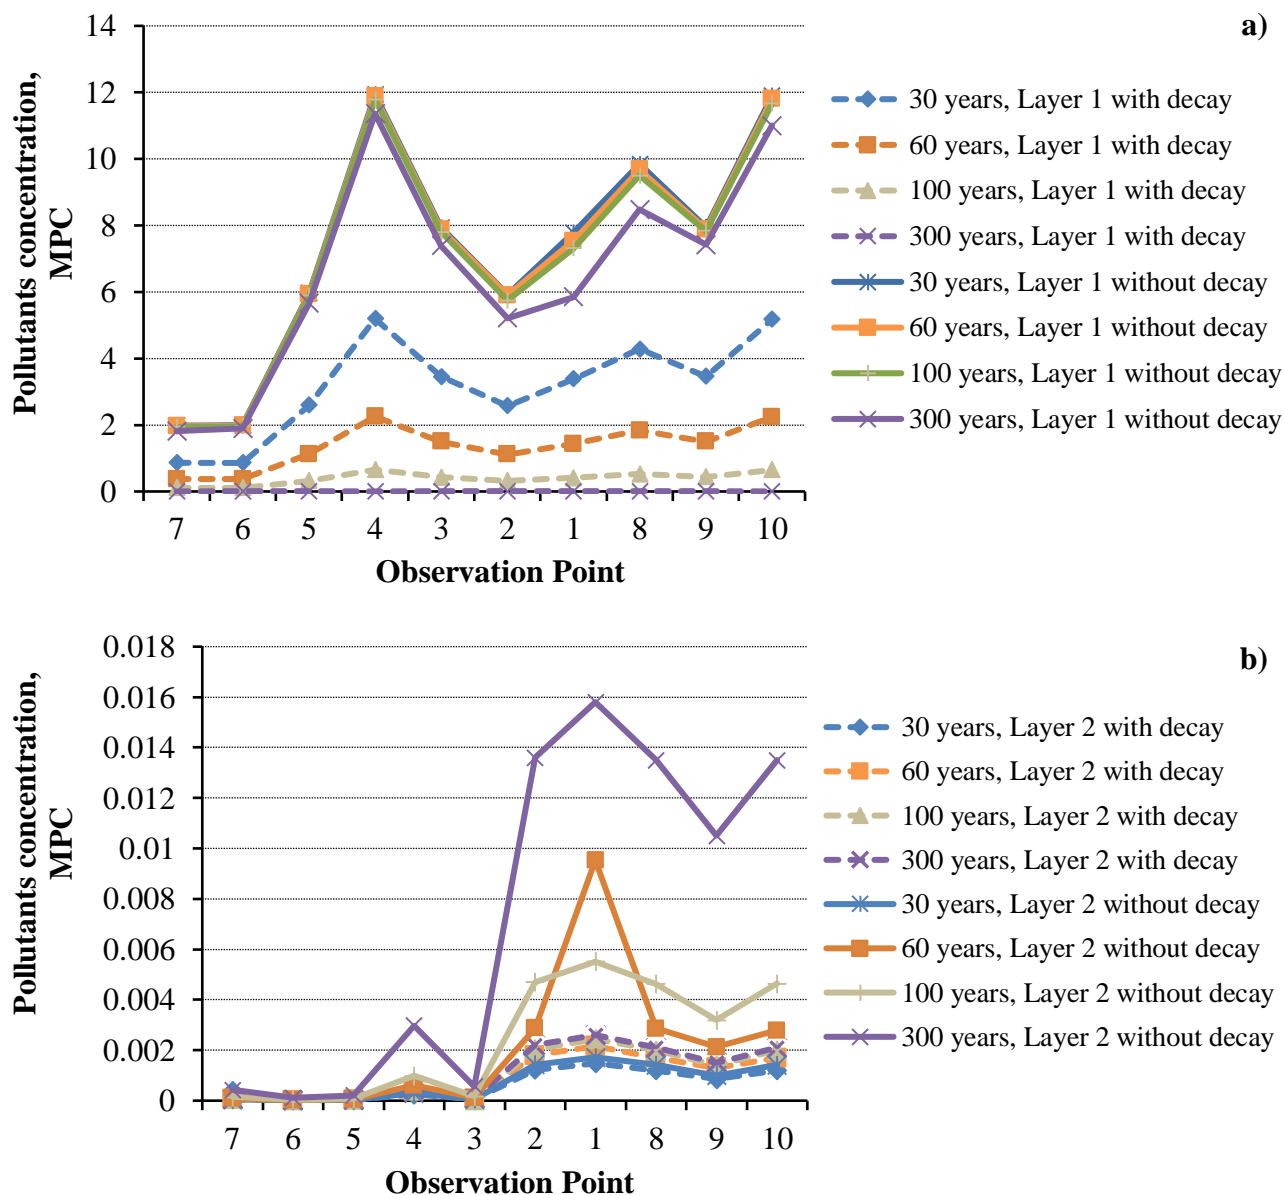 a)
Pollutants concentration,
MPC
14
12
10
8
6
4
2
0
7 6 5 4 3 2 1 8 9 10
Observation Point
30 years, Layer 1 with decay
60 years, Layer 1 with decay
100 years, Layer 1 with decay
300 years, Layer 1 with decay
30 years, Layer 1 without decay
60 years, Layer 1 without decay
100 years, Layer 1 without decay
300 years, Layer 1 without decay
b)
Pollutants concentration,
MPC
0.018
0.016
0.014
0.012
0.01
0.008
0.006
0.004
0.002
0
7 6 5 4 3 2 1 8 9 10
Observation Point
30 years, Layer 2 with decay
60 years, Layer 2 with decay
100 years, Layer 2 with decay
300 years, Layer 2 with decay
30 years, Layer 2 without decay
60 years, Layer 2 without decay
100 years, Layer 2 without decay
300 years, Layer 2 without decay